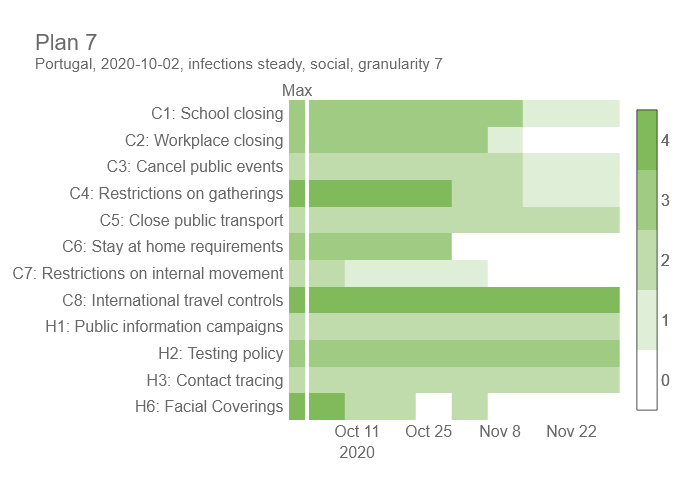 Plan 7
Portugal, 2020-10-02, infections steady, social, granularity 7
Max
C1: School closing
C2: Workplace closing
C3: Cancel public events
C4: Restrictions on gatherings
C5: Close public transport
C6: Stay at home requirements
C7: Restrictions on internal movement
C8: International travel controls
H1: Public information campaigns
H2: Testing policy
H3: Contact tracing
H6: Facial Coverings
Oct 11 Oct 25 Nov 8 Nov 22
2020
4
3
2
1
0